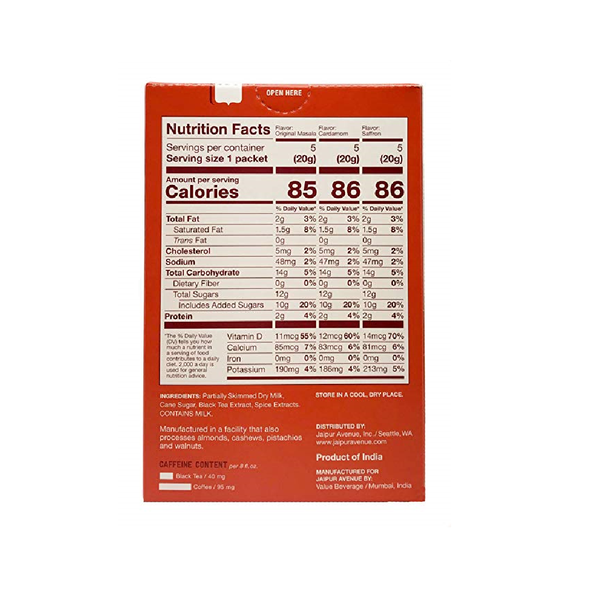 OPEN HERE
Nutrition Facts Flavor: Original Masala Flavor: Cardamom Flavor: Saffron
Servings per container 5 5 5
Serving size 1 packet (20g) (20g) (20g)
Amount per serving
Calories 85 86 86
% Daily Value* % Daily Value* % Daily Value*
Total Fat 2g 3% 2g 3% 2g 3%
Saturated Fat 1.5g 8% 1.5g 8% 1.5g 8%
Trans Fat 0g 0g 0g
Cholesterol 5mg 2% 5mg 2% 5mg 2%
Sodium 48mg 2% 47mg 2% 47mg 2%
Total Carbohydrate 14g 5% 14g 5% 14g 5%
Dietary Fiber 0g 0% 0g 0% 0g 0%
Total Sugars 12g 12g 12g
Includes Added Sugars 10g 20% 10g 20% 10g 20%
Protein 2g 4% 2g 4% 2g 4%
*The % Daily Value
(DV) tells you how
much a nutrient in
a serving of food
contributes to a daily
diet. 2,000 a day is
used for general
nutrition advice.
Vitamin D 11mcg 55% 12mcg 60% 14mcg 70%
Calcium 85mcg 7% 83mcg 6% 81mcg 6%
Iron 0mg 0% 0mg 0% 0mg 0%
Potassium 190mg 4% 186mg 4% 213mg 5%
INGREDIENTS: Partially Skimmed Dry Milk,
Cane Sugar, Black Tea Extract, Spice Extracts.
CONTAINS MILK.
Manufactured in a facility that also
processes almonds, cashews, pistachios
and walnuts.
CAFFEINE CONTENT per 8 fl. oz.
Black Tea / 40 mg
Coffee / 95 mg
STORE IN A COOL, DRY PLACE.
DISTRIBUTED BY:
Jaipur Avenue, Inc./ Seattle, WA
www.jaipuravenue.com
Product of India
MANUFACTURED FOR
JAIPUR AVENUE BY:
Value Beverage / Mumbai, India